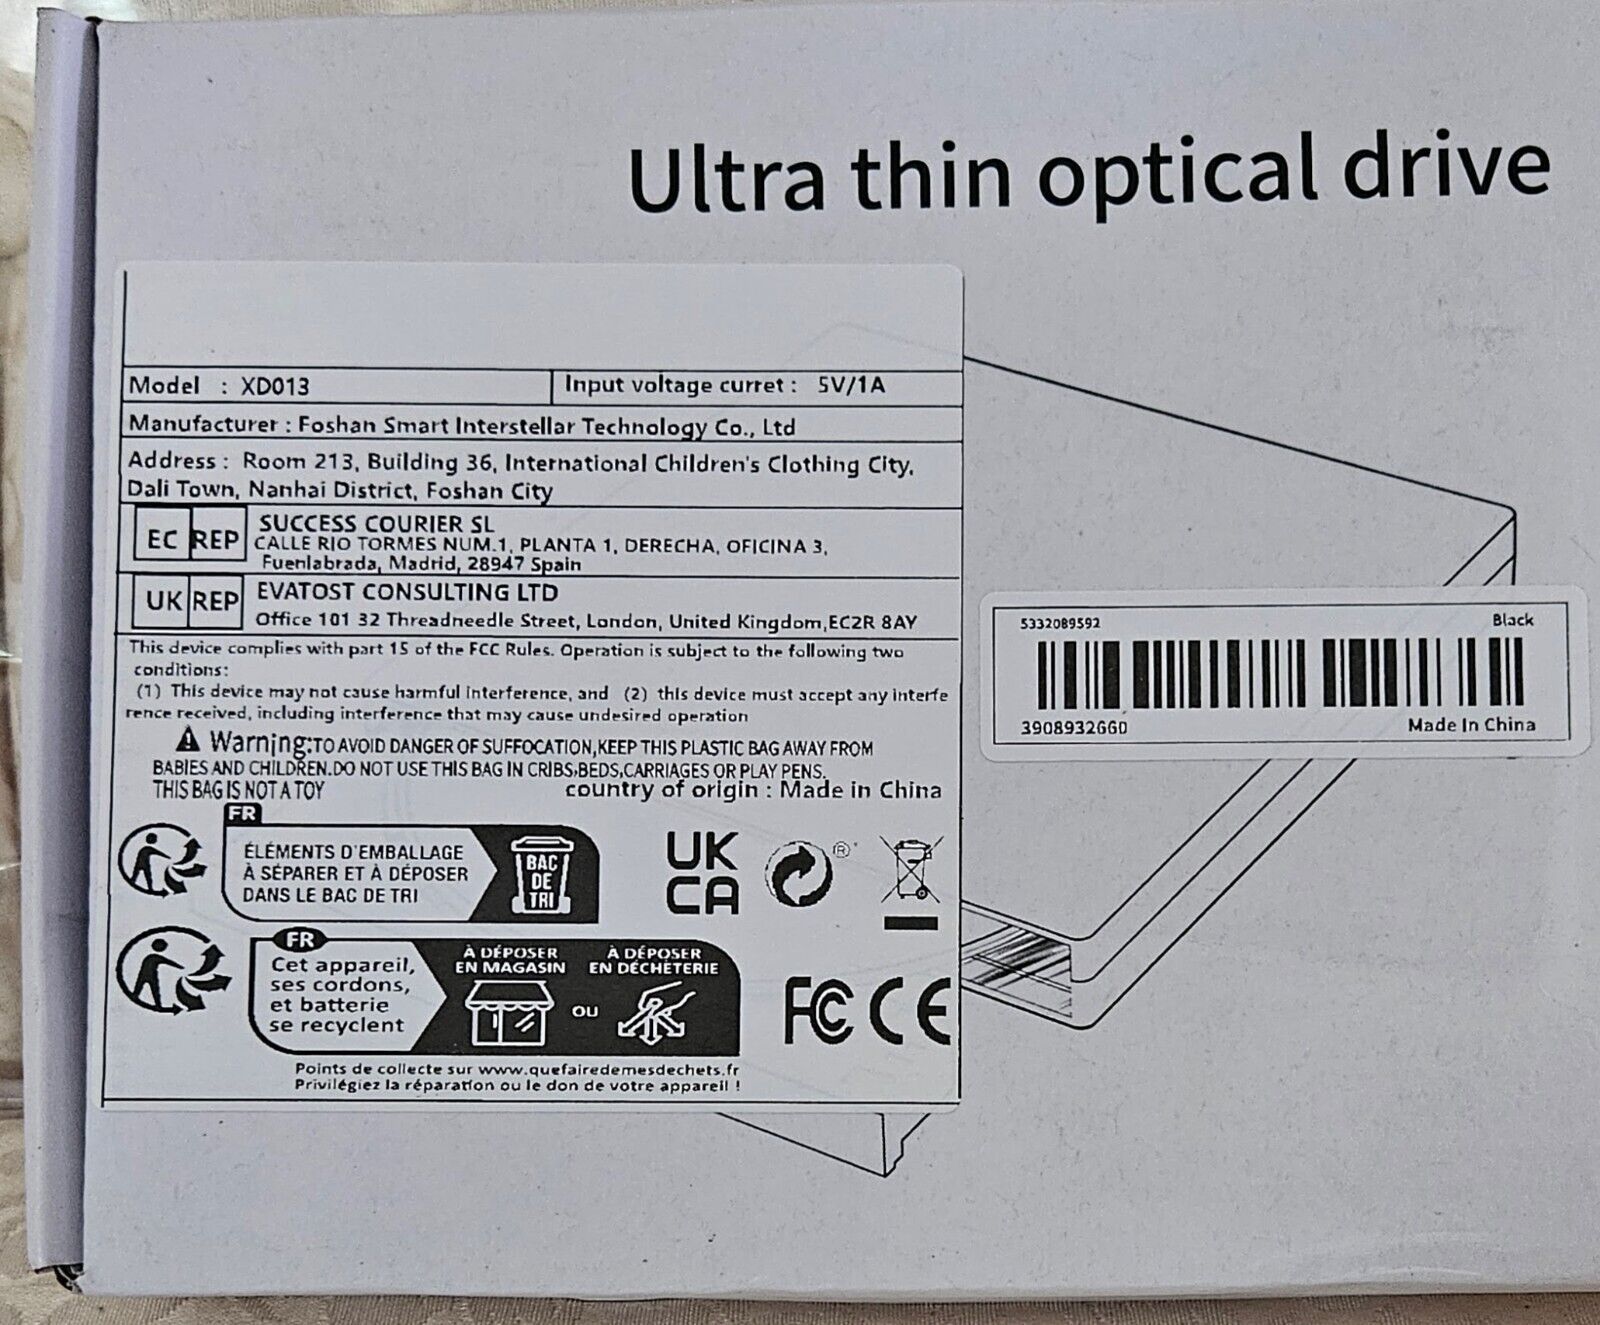 Ultra thin optical drive
Model : XD013
Input voltage curret : 5V/1A
Manufacturer : Foshan Smart Interstellar Technology Co., Ltd
Address : Room 213, Building 36, International Children's Clothing City,
Dali Town, Nanhai District, Foshan City
EC REP
SUCCESS COURIER SL
CALLE RIO TORMES NUM.1, PLANTA 1, DERECHA, OFICINA 3,
Fuenlabrada, Madrid, 28947 Spain
UK REP
EVATOST CONSULTING LTD
Office 101 32 Threadneedle Street, London, United Kingdom,EC2R 8AY
This device complies with part 15 of the FCC Rules. Operation is subject to the following two
conditions:
(1) This device may not cause harmful interference, and (2) this device must accept any interfe
rence received, including interference that may cause undesired operation
Warning:TO AVOID DANGER OF SUFFOCATION,KEEP THIS PLASTIC BAG AWAY FROM
BABIES AND CHILDREN.DO NOT USE THIS BAG IN CRIBS,BEDS,CARRIAGES OR PLAY PENS.
THIS BAG IS NOT A TOY
country of origin : Made in China
FR
ÉLÉMENTS D'EMBALLAGE
À SÉPARER ET À DÉPOSER
DANS LE BAC DE TRI
BAC
DE
TRI
UK
CA
®
FR
Cet appareil,
ses cordons,
et batterie
se recyclent
À DÉPOSER
EN MAGASIN
OU
À DÉPOSER
EN DÉCHÈTERIE
FC CE
Points de collecte sur www.quefairedemesdechets.fr
Privilégiez la réparation ou le don de votre appareil !
5332089592
Black
3908932660
Made In China